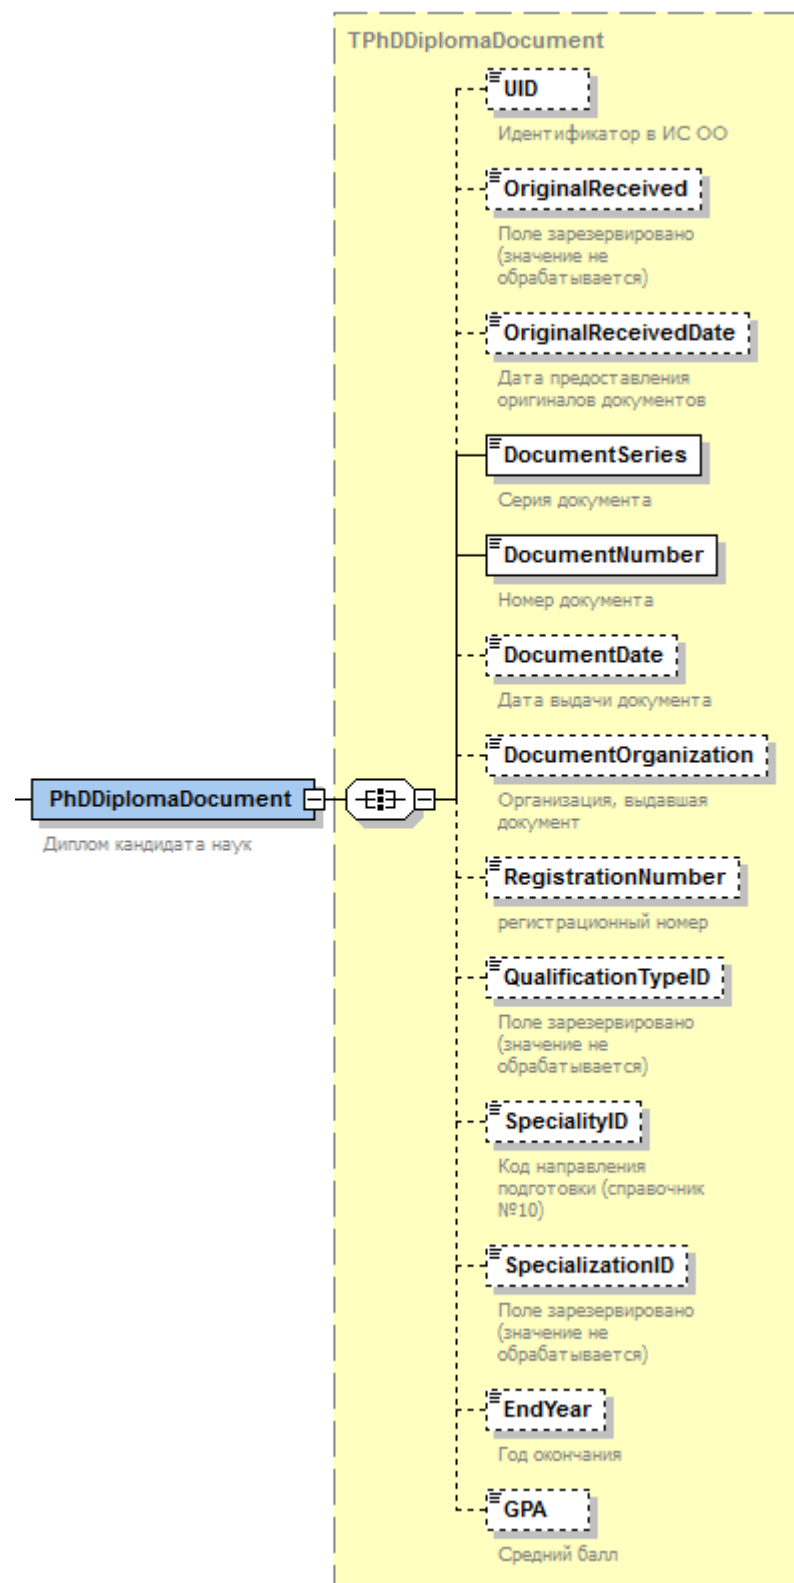 TPhDDiplomaDocument
UID
Идентификатор в ИС ОО
OriginalReceived
Поле зарезервировано
(значение не
обрабатывается)
OriginalReceivedDate
Дата предоставления
оригиналов документов
DocumentSeries
Серия документа
DocumentNumber
Номер документа
DocumentDate
Дата выдачи документа
DocumentOrganization
Организация, выдавшая
документ
PhDDiplomaDocument
Диплом кандидата наук
RegistrationNumber
регистрационный номер
QualificationTypeID
Поле зарезервировано
(значение не
обрабатывается)
SpecialityID
Код направления
подготовки (справочник
№10)
SpecializationID
Поле зарезервировано
(значение не
обрабатывается)
EndYear
Год окончания
GPA
Средний балл